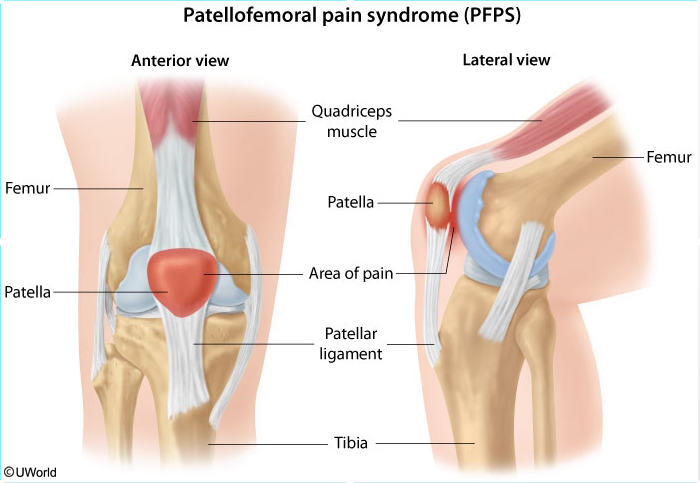 Patellofemoral pain syndrome (PFPS)
Anterior view
Lateral view
Quadriceps
muscle
Femur
Femur
Patella
Patella
Area of pain
Patellar
ligament
Tibia
©UWorld